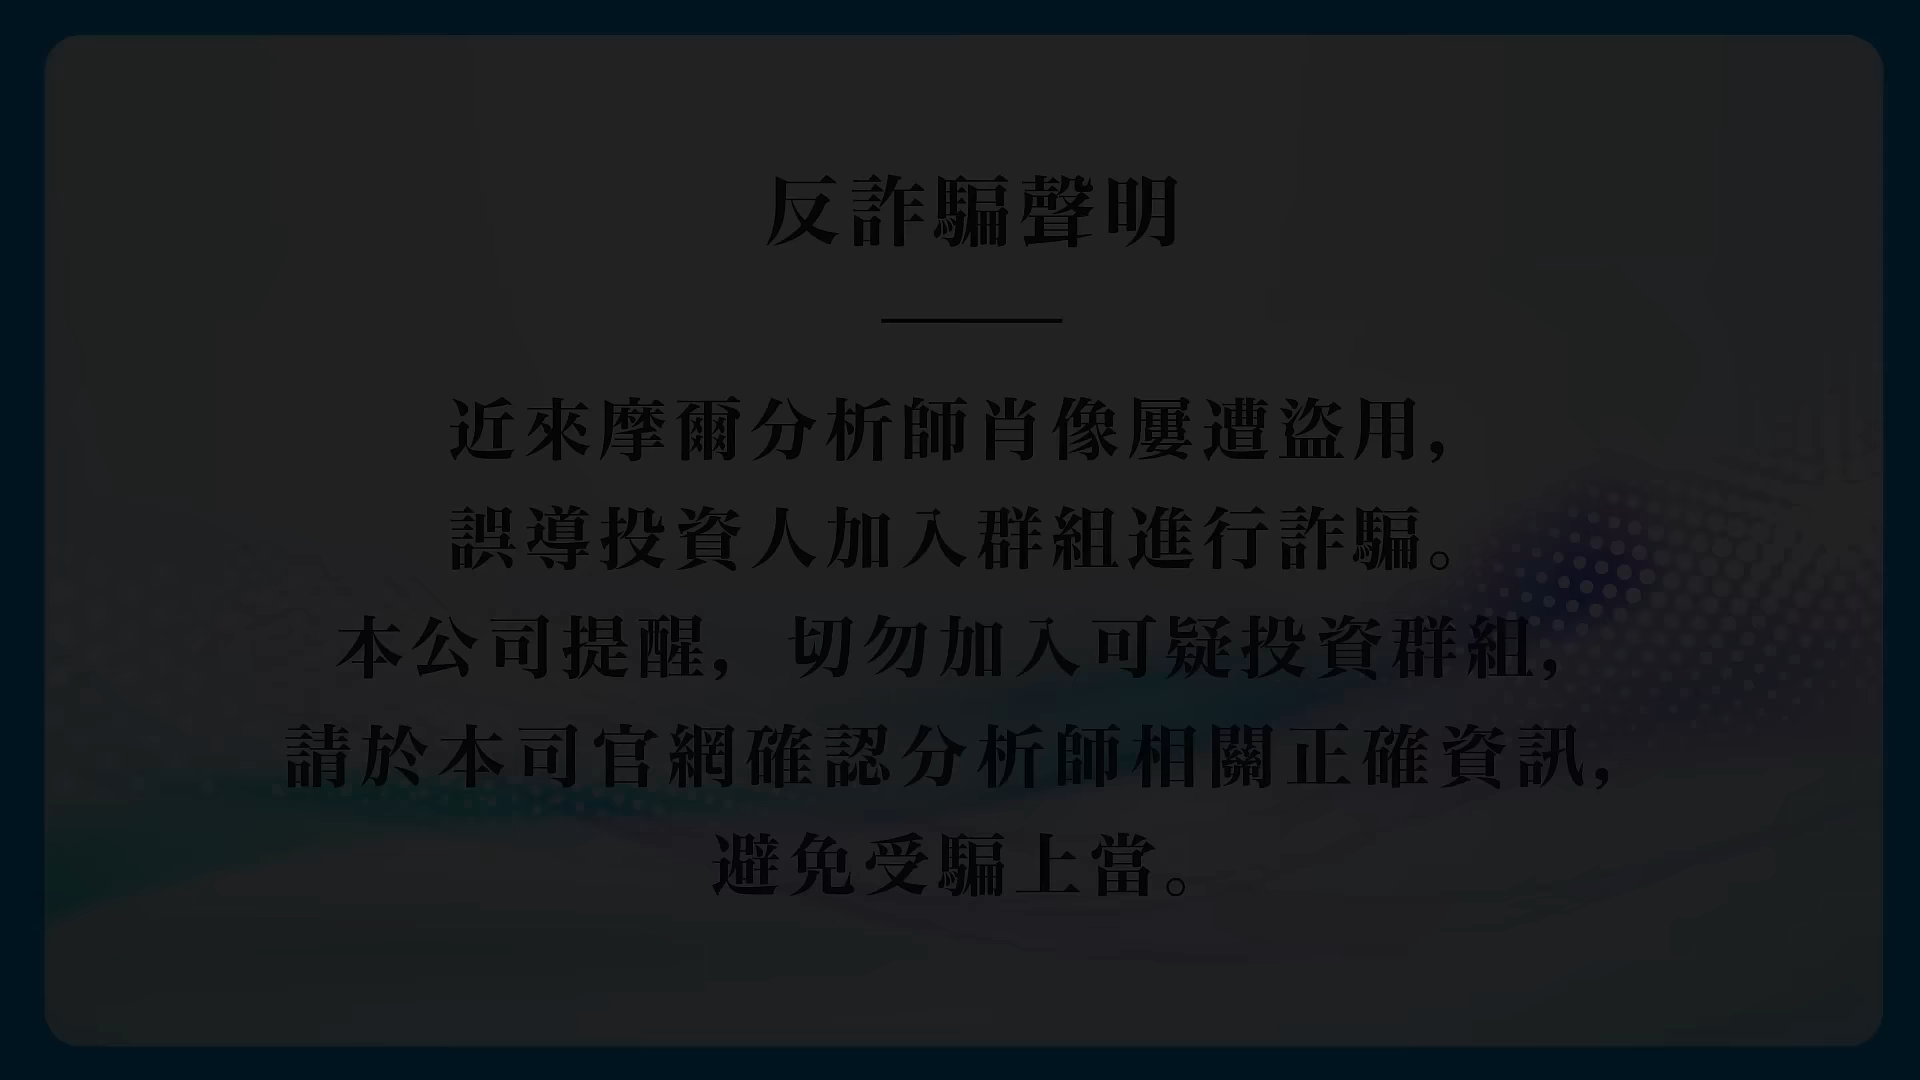 反詐騙聲明
近來摩爾分析師肖像屢遭盜用，
誤導投資人加入群組進行詐騙。
本公司提醒，切勿加入可疑投資群組，
請於本司官網確認分析師相關正確資訊，
避免受騙上當。